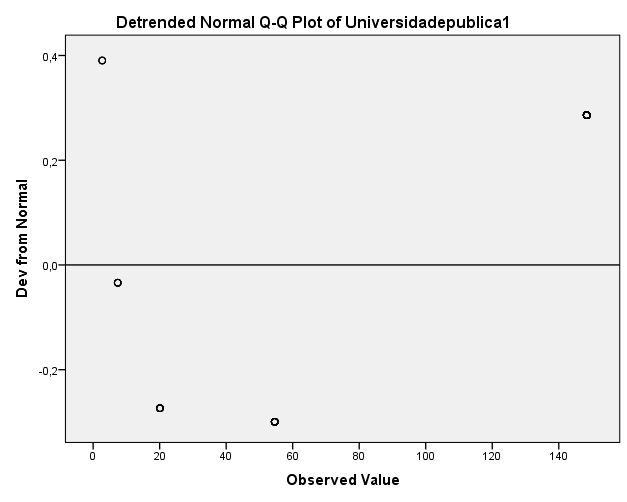 Detrended Normal Q-Q Plot of Universidadepublica1
0,4
0,2
0,0
-0,2
Dev from Normal
0 20 40 60 80 100 120 140
Observed Value